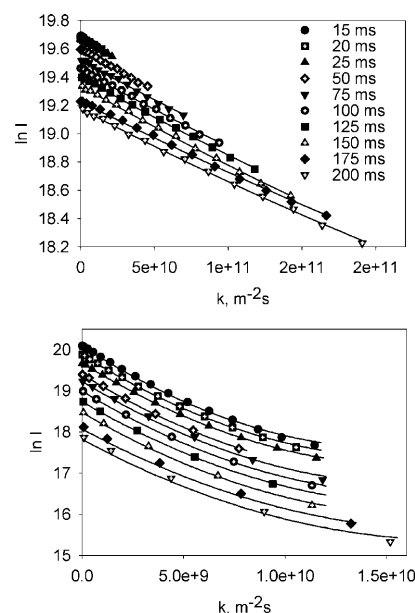 19.8
19.6
19.4
19.2
19.0
18.8
18.6
18.4
18.2
ln I
15 ms
20 ms
25 ms
50 ms
75 ms
100 ms
125 ms
150 ms
175 ms
200 ms
0 5e+10 1e+11 2e+11 2e+11
k, m-2s
20
19
18
17
16
15
ln I
0.0 5.0e+9 1.0e+10 1.5e+10
k, m-2s